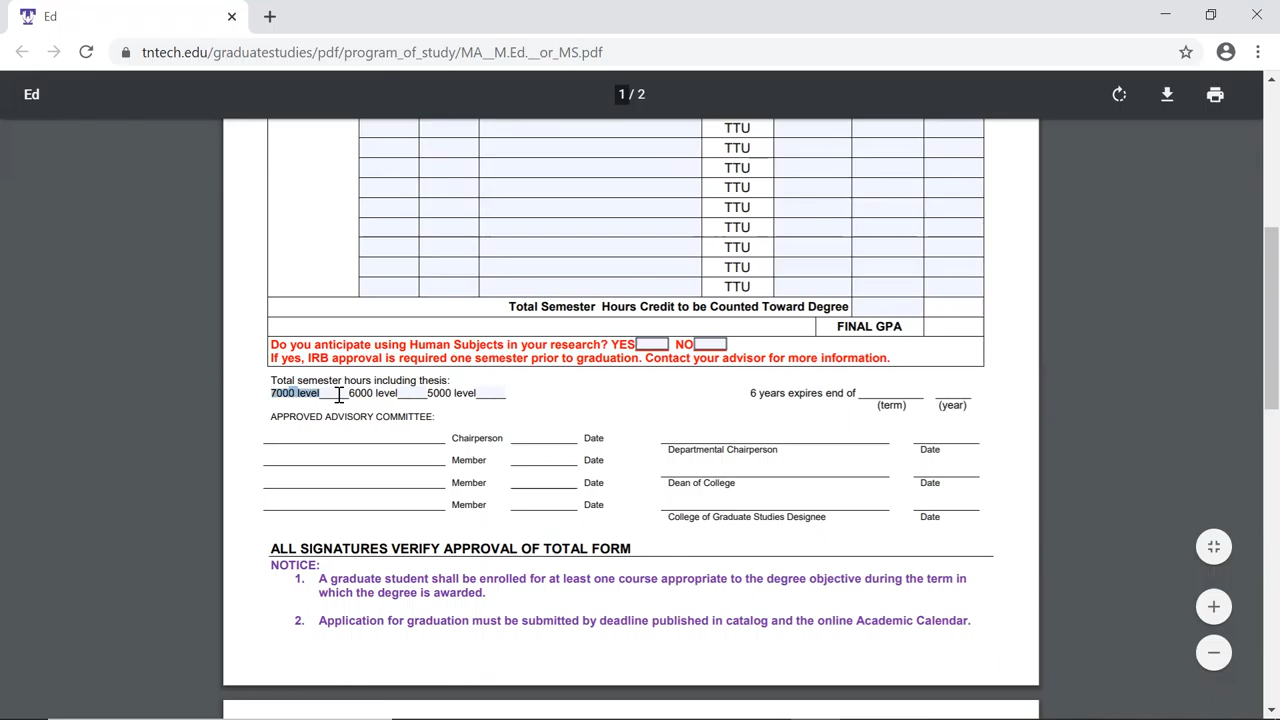 Ed
tntech.edu/graduatestudies/pdf/program_of_study/MA__M.Ed.__or_MS.pdf
Ed
1 / 2
TTU
TTU
TTU
TTU
TTU
TTU
TTU
TTU
TTU
Total Semester Hours Credit to be Counted Toward Degree
FINAL GPA
Do you anticipate using Human Subjects in your research? YES NO
If yes, IRB approval is required one semester prior to graduation. Contact your advisor for more information.
Total semester hours including thesis:
7000 level_____6000 level_____5000 level_____ 6 years expires end of ___________ ______
(term) (year)
APPROVED ADVISORY COMMITTEE:
Chairperson Date
Departmental Chairperson Date
Member Date
Member Date
Dean of College Date
Member Date
College of Graduate Studies Designee Date
ALL SIGNATURES VERIFY APPROVAL OF TOTAL FORM
NOTICE:
1. A graduate student shall be enrolled for at least one course appropriate to the degree objective during the term in
which the degree is awarded.
2. Application for graduation must be submitted by deadline published in catalog and the online Academic Calendar.